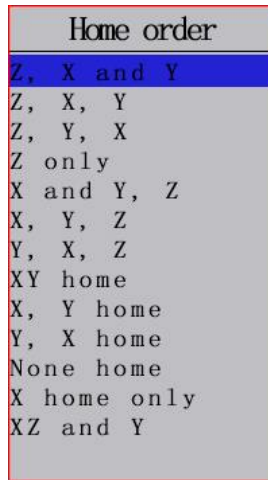 Home order
Z, X and Y
Z, X, Y
Z, Y, X
Z only
X and Y, Z
X, Y, Z
Y, X, Z
XY home
X, Y home
Y, X home
None home
X home only
XZ and Y